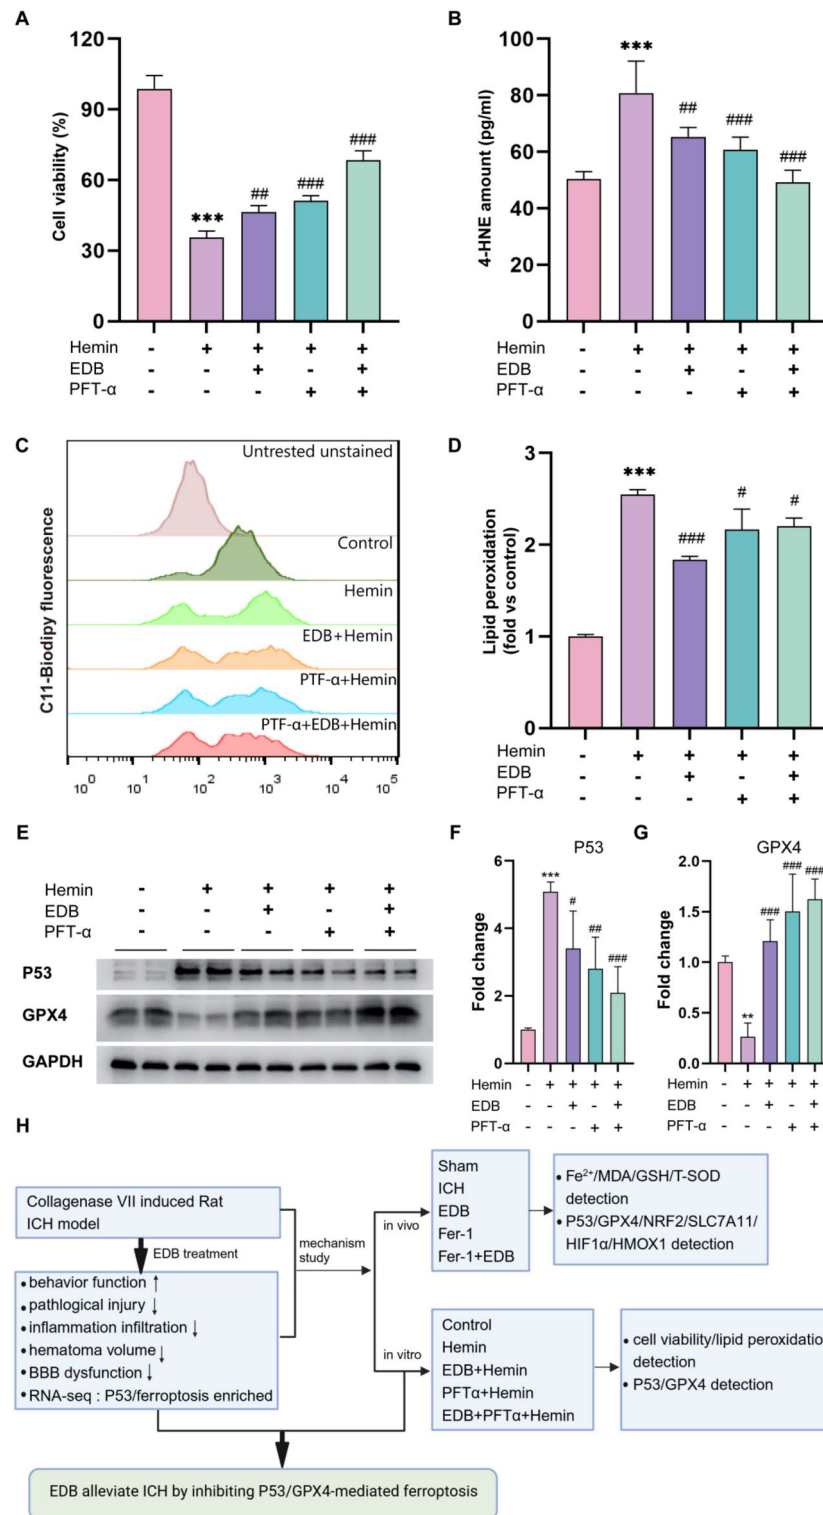 A
120
90
60
30
0
Cell viability (%)
***
##
###
###
Hemin - + + + +
EDB - - + - +
PFT-α - - - + +
B
100
80
60
40
20
0
4-HNE amount (pg/ml)
***
##
###
###
Hemin - + + + +
EDB - - + - +
PFT-α - - - + +
C
C11-Biodipy fluorescence
Untrested unstained
Control
Hemin
EDB+Hemin
PTF-α+Hemin
PTF-α+EDB+Hemin
10⁰ 10¹ 10² 10³ 10⁵
D
3
2
1
0
Lipid peroxidation
(fold vs control)
***
###
#
#
Hemin - + + + +
EDB - - + - +
PFT-α - - - + +
E
Hemin - + + + +
EDB - - + - +
PFT-α - - - + +
P53
GPX4
GAPDH
F
P53
6
4
2
0
Fold change
***
#
##
###
Hemin - + + + +
EDB - - + - +
PFT-α - - - + +
G
GPX4
2.0
1.5
1.0
0.5
0.0
Fold change
**
###
###
###
Hemin - + + + +
EDB - - + - +
PFT-α - - - + +
H
Collagenase VII induced Rat
ICH model
EDB treatment
• behavior function ↑
• pathlogical injury ↓
• inflammation infiltration ↓
• hematoma volume ↓
• BBB dysfunction ↓
• RNA-seq : P53/ferroptosis enriched
mechanism
study
in vivo
Sham
ICH
EDB
Fer-1
Fer-1+EDB
• Fe²⁺/MDA/GSH/T-SOD
detection
• P53/GPX4/NRF2/SLC7A11/
HIF1α/HMOX1 detection
in vitro
Control
Hemin
EDB+Hemin
PFTα+Hemin
EDB+PFTα+Hemin
• cell viability/lipid peroxidatio
detection
• P53/GPX4 detection
EDB alleviate ICH by inhibiting P53/GPX4-mediated ferroptosis